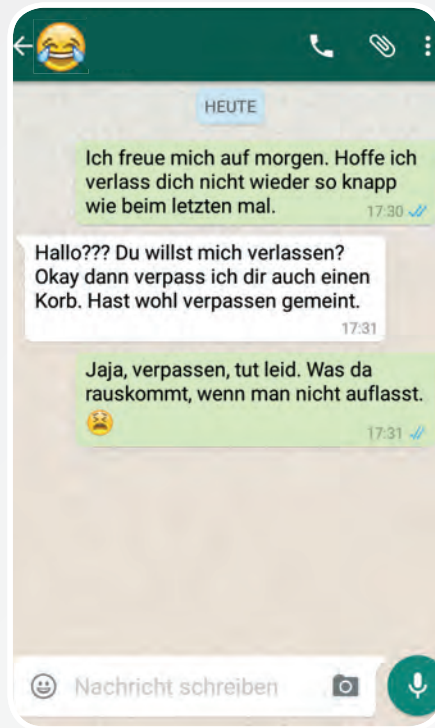 HEUTE
Ich freue mich auf morgen. Hoffe ich
verlass dich nicht wieder so knapp
wie beim letzten mal.
17:30
Hallo??? Du willst mich verlassen?
Okay dann verpass ich dir auch einen
Korb. Hast wohl verpassen gemeint.
17:31
Jaja, verpassen, tut leid. Was da
rauskommt, wenn man nicht auflasst.
17:31
Nachricht schreiben